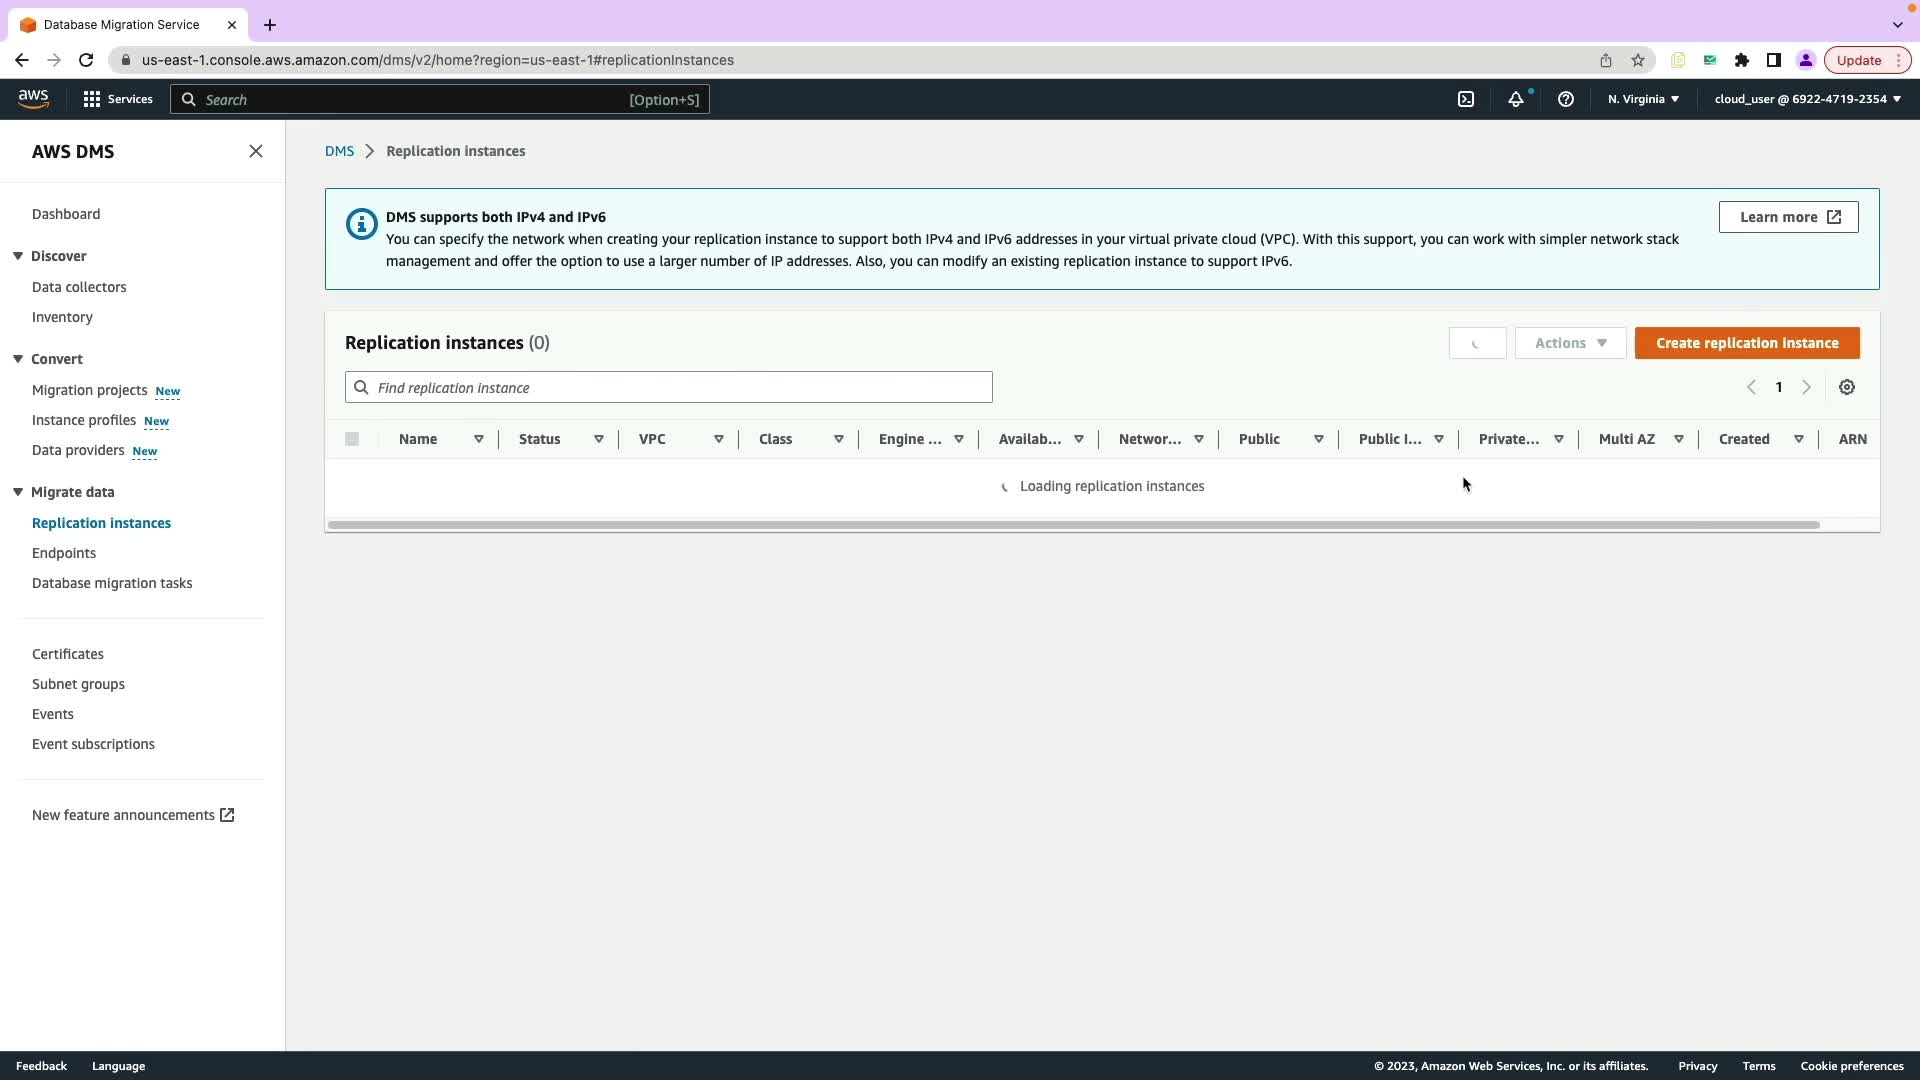 Database Migration Service
us-east-1.console.aws.amazon.com/dms/v2/home?region=us-east-1#replicationInstances
Update
aws
Services
Search
[Option+S]
N. Virginia
cloud_user @ 6922-4719-2354
AWS DMS
Dashboard
Discover
Data collectors
Inventory
Convert
Migration projects New
Instance profiles New
Data providers New
Migrate data
Replication instances
Endpoints
Database migration tasks
Certificates
Subnet groups
Events
Event subscriptions
New feature announcements
DMS > Replication instances
DMS supports both IPv4 and IPv6
You can specify the network when creating your replication instance to support both IPv4 and IPv6 addresses in your virtual private cloud (VPC). With this support, you can work with simpler network stack
management and offer the option to use a larger number of IP addresses. Also, you can modify an existing replication instance to support IPv6.
Learn more
Replication instances (0)
Actions
Create replication instance
Find replication instance
1
Name Status VPC Class Engine ... Availab... Networ... Public Public I... Private... Multi AZ Created ARN
Loading replication instances
Feedback Language
© 2023, Amazon Web Services, Inc. or its affiliates. Privacy Terms Cookie preferences